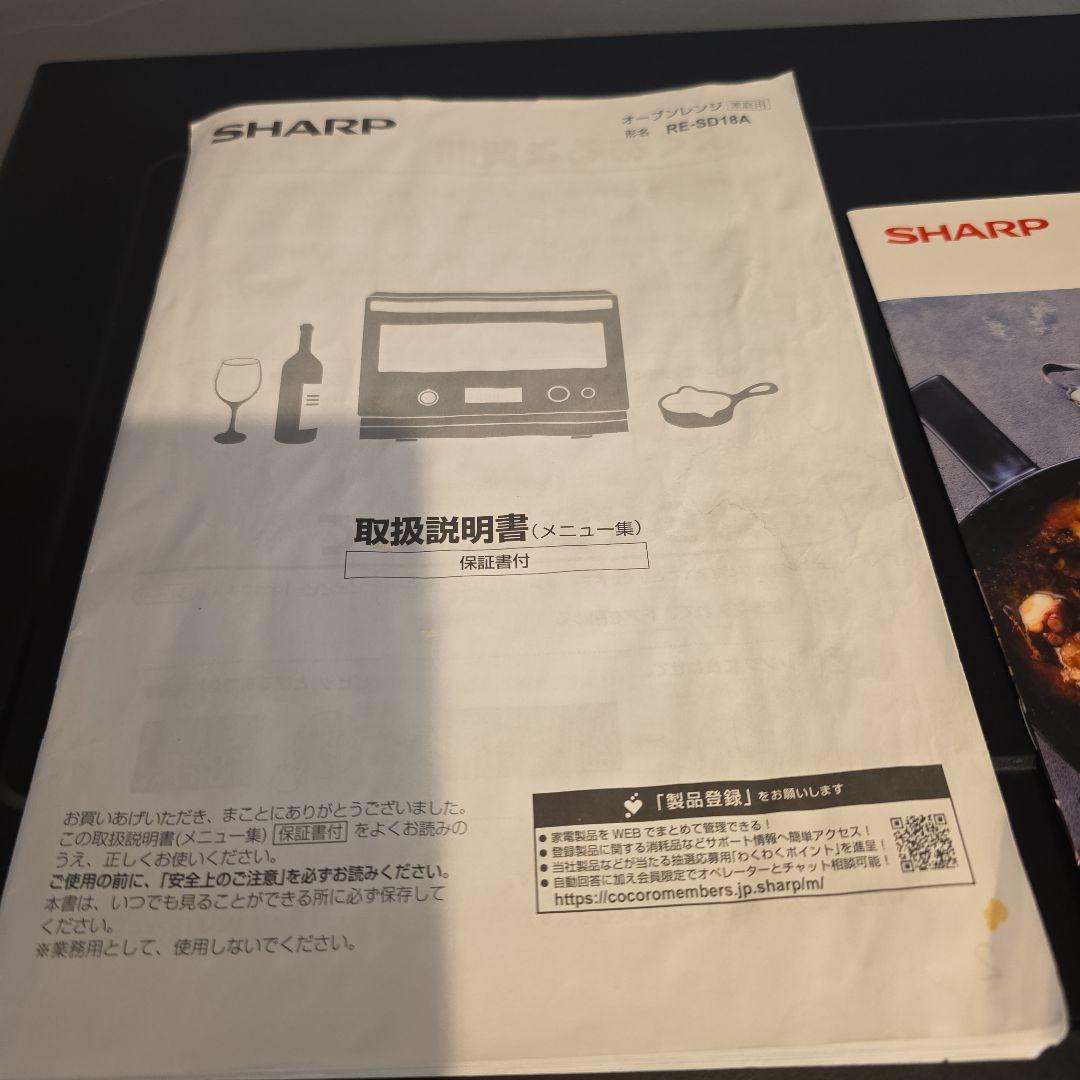 SHARP
オーブンレンジ 家庭用
形名 RE-SD18A
SHARP
取扱説明書(メニュー集)
保証書付
お買いあげいただき、まことにありがとうございました。
この取扱説明書(メニュー集) 保証書付 をよくお読みの
うえ、正しくお使いください。
ご使用の前に、「安全上のご注意」を必ずお読みください。
本書は、いつでも見ることができる所に必ず保存して
ください。
※業務用として、使用しないでください。
「製品登録」をお願いします
● 家電製品を WEB でまとめて管理できる！
● 登録製品に関する消耗品などサポート情報へ簡単アクセス！
● 当社製品などが当たる抽選応募用「わくわくポイント」を進呈！
● 自動回答に加え会員限定でオペレーターとチャット相談可能！
https://cocoromembers.jp.sharp/m/